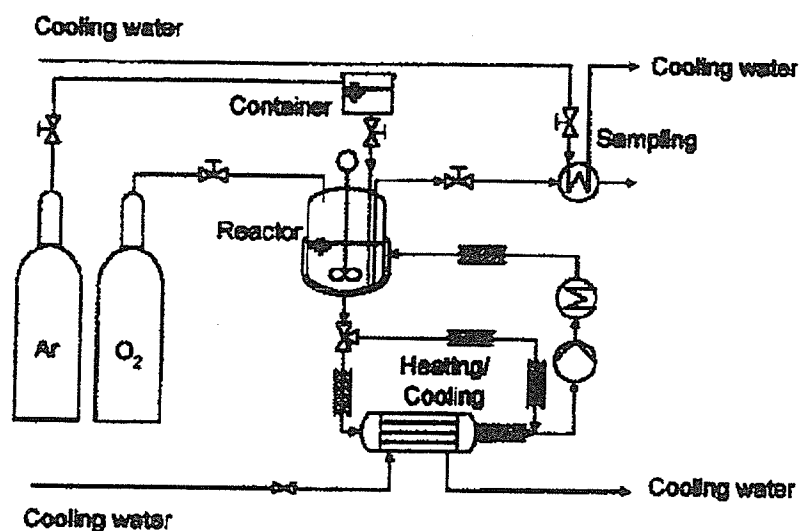 Cooling water
Cooling water
Container
Sampling
Reactor
Ar
O₂
Heating/
Cooling
Cooling water
Cooling water